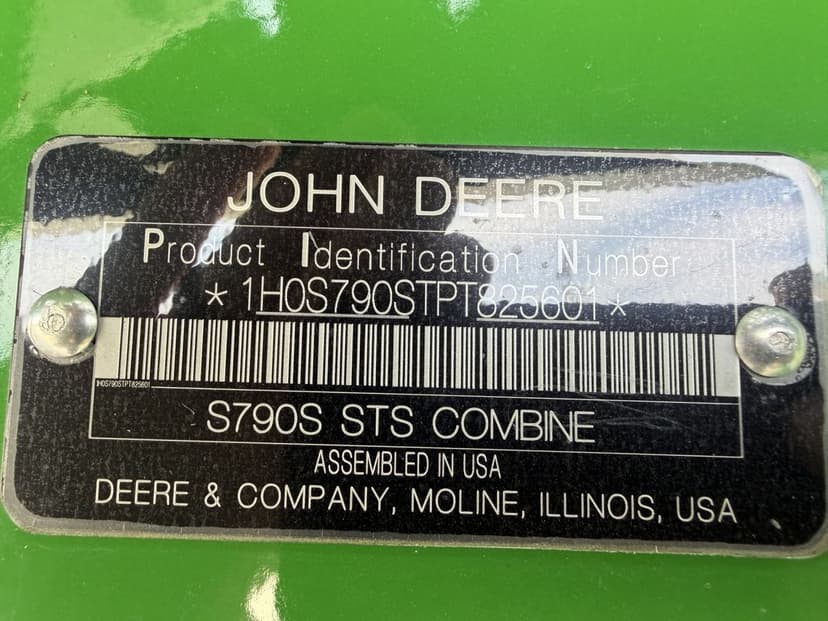 JOHN DEERE
Product Identification Number
*1H0S790STPT825601*
1H0S790STPT825601
S790S STS COMBINE
ASSEMBLED IN USA
DEERE & COMPANY, MOLINE, ILLINOIS, USA